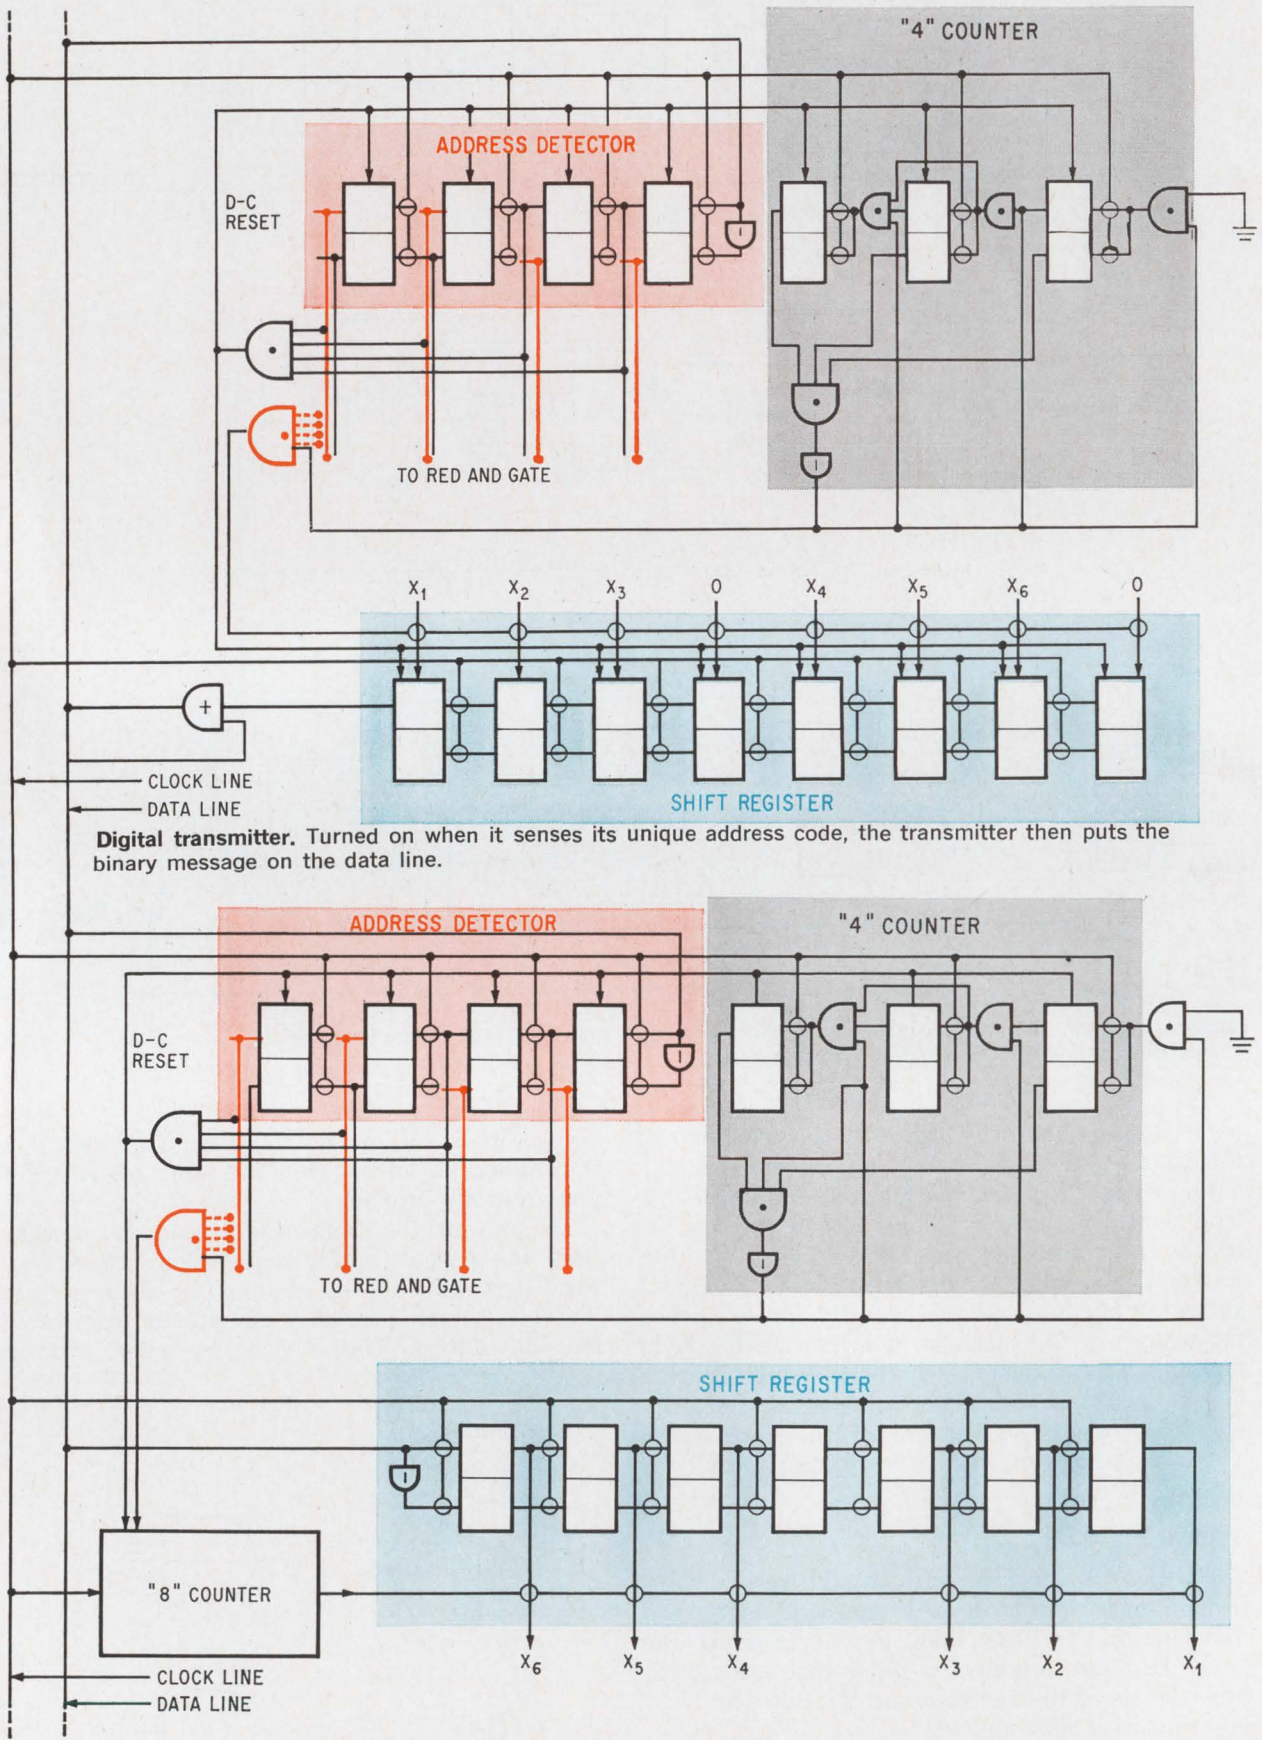 "4" COUNTER
ADDRESS DETECTOR
D-C
RESET
TO RED AND GATE
X1 X2 X3 0 X4 X5 X6 0
+
CLOCK LINE
DATA LINE
SHIFT REGISTER
Digital transmitter. Turned on when it senses its unique address code, the transmitter then puts the
binary message on the data line.
ADDRESS DETECTOR
"4" COUNTER
D-C
RESET
TO RED AND GATE
SHIFT REGISTER
"8" COUNTER
X6 X5 X4 X3 X2 X1
CLOCK LINE
DATA LINE